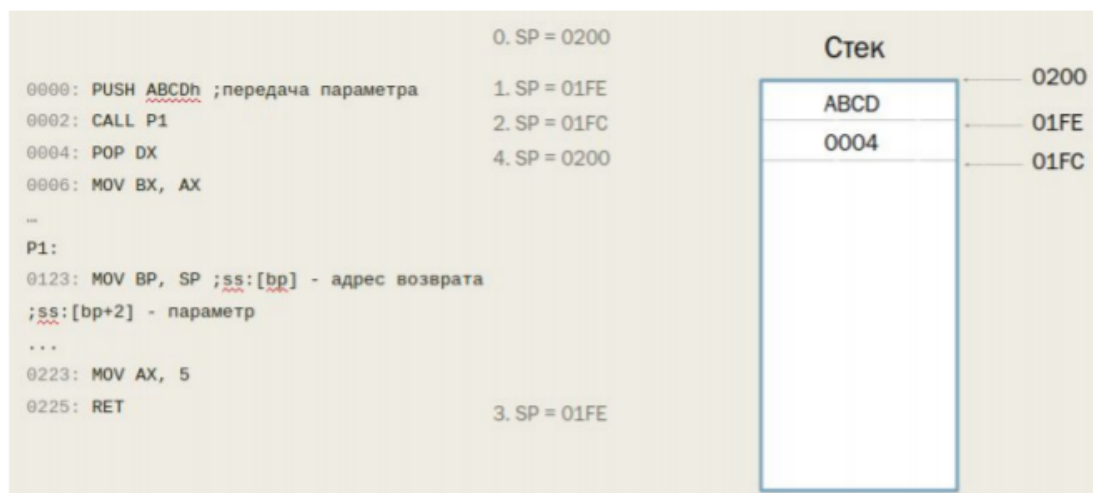 0. SP = 0200
0000: PUSH ABCDh ;передача параметра
1. SP = 01FE
0002: CALL P1
2. SP = 01FC
0004: POP DX
4. SP = 0200
0006: MOV BX, AX
…
P1:
0123: MOV BP, SP ;ss:[bp] - адрес возврата
;ss:[bp+2] - параметр
...
0223: MOV AX, 5
0225: RET
3. SP = 01FE
Стек
0200
ABCD
01FE
0004
01FC